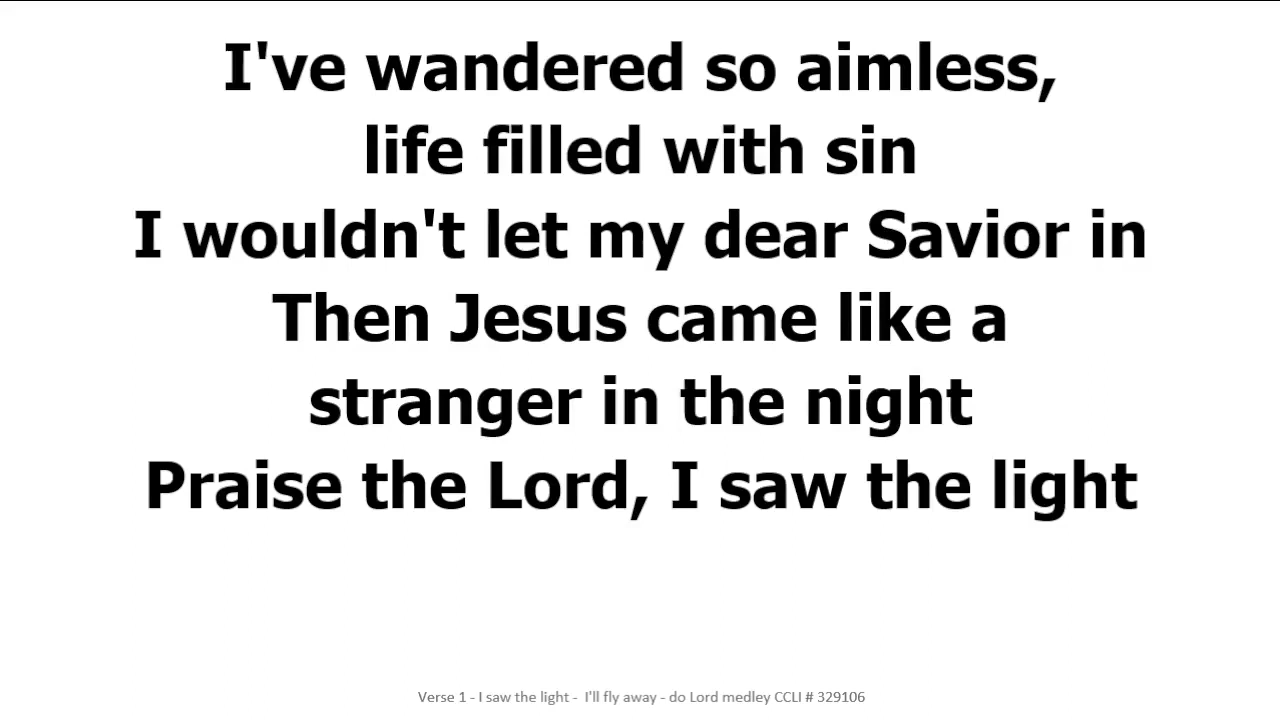 I've wandered so aimless,
life filled with sin
I wouldn't let my dear Savior in
Then Jesus came like a
stranger in the night
Praise the Lord, I saw the light
Verse 1 - I saw the light -  I'll fly away - do Lord medley CCLI # 329106